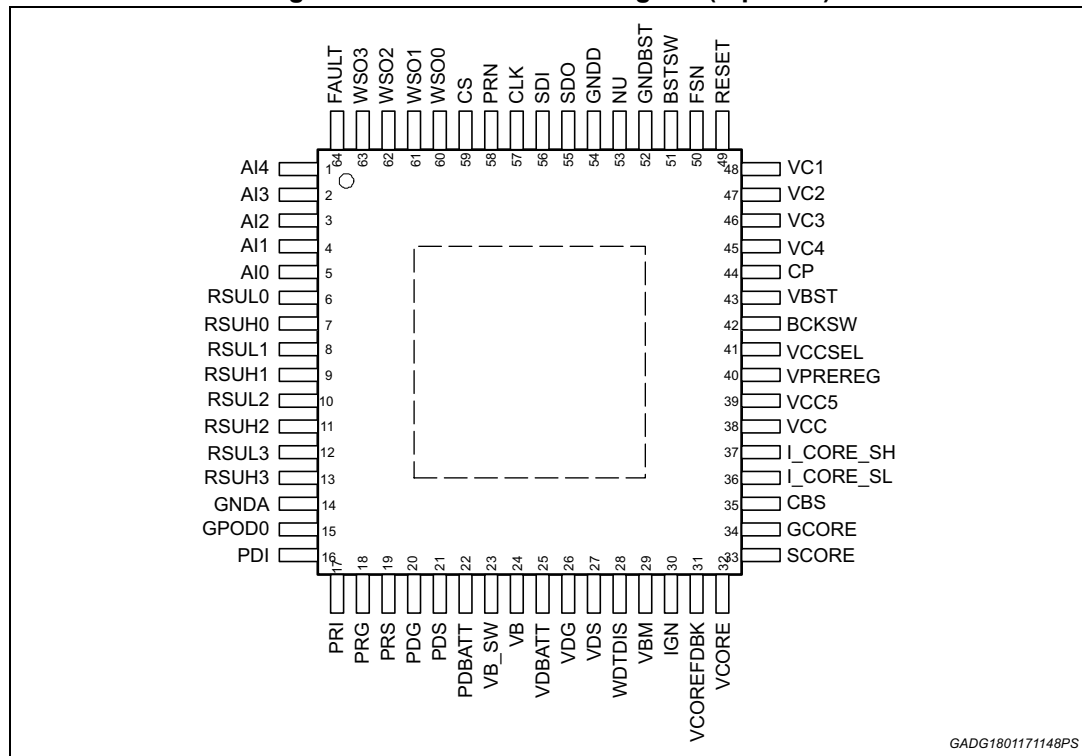 FAULT
WSO3
WSO2
WSO1
WSO0
CS
PRN
CLK
SDI
SDO
GNDD
NU
GNDBST
BSTSW
FSN
RESET
64 63 62 61 60 59 58 57 56 55 54 53 52 51 50 49
AI4 1 48 VC1
AI3 2 47 VC2
AI2 3 46 VC3
AI1 4 45 VC4
AI0 5 44 CP
RSUL0 6 43 VBST
RSUH0 7 42 BCKSW
RSUL1 8 41 VCCSEL
RSUH1 9 40 VPREREG
RSUL2 10 39 VCC5
RSUH2 11 38 VCC
RSUL3 12 37 I_CORE_SH
RSUH3 13 36 I_CORE_SL
GNDA 14 35 CBS
GPOD0 15 34 GCORE
PDI 16 33 SCORE
17 18 19 20 21 22 23 24 25 26 27 28 29 30 31 32
PRI
PRG
PRS
PDG
PDS
PDBATT
VB_SW
VB
VDBATT
VDG
VDS
WDTDIS
VBM
IGN
VCOREFDBK
VCORE
GADG1801171148PS